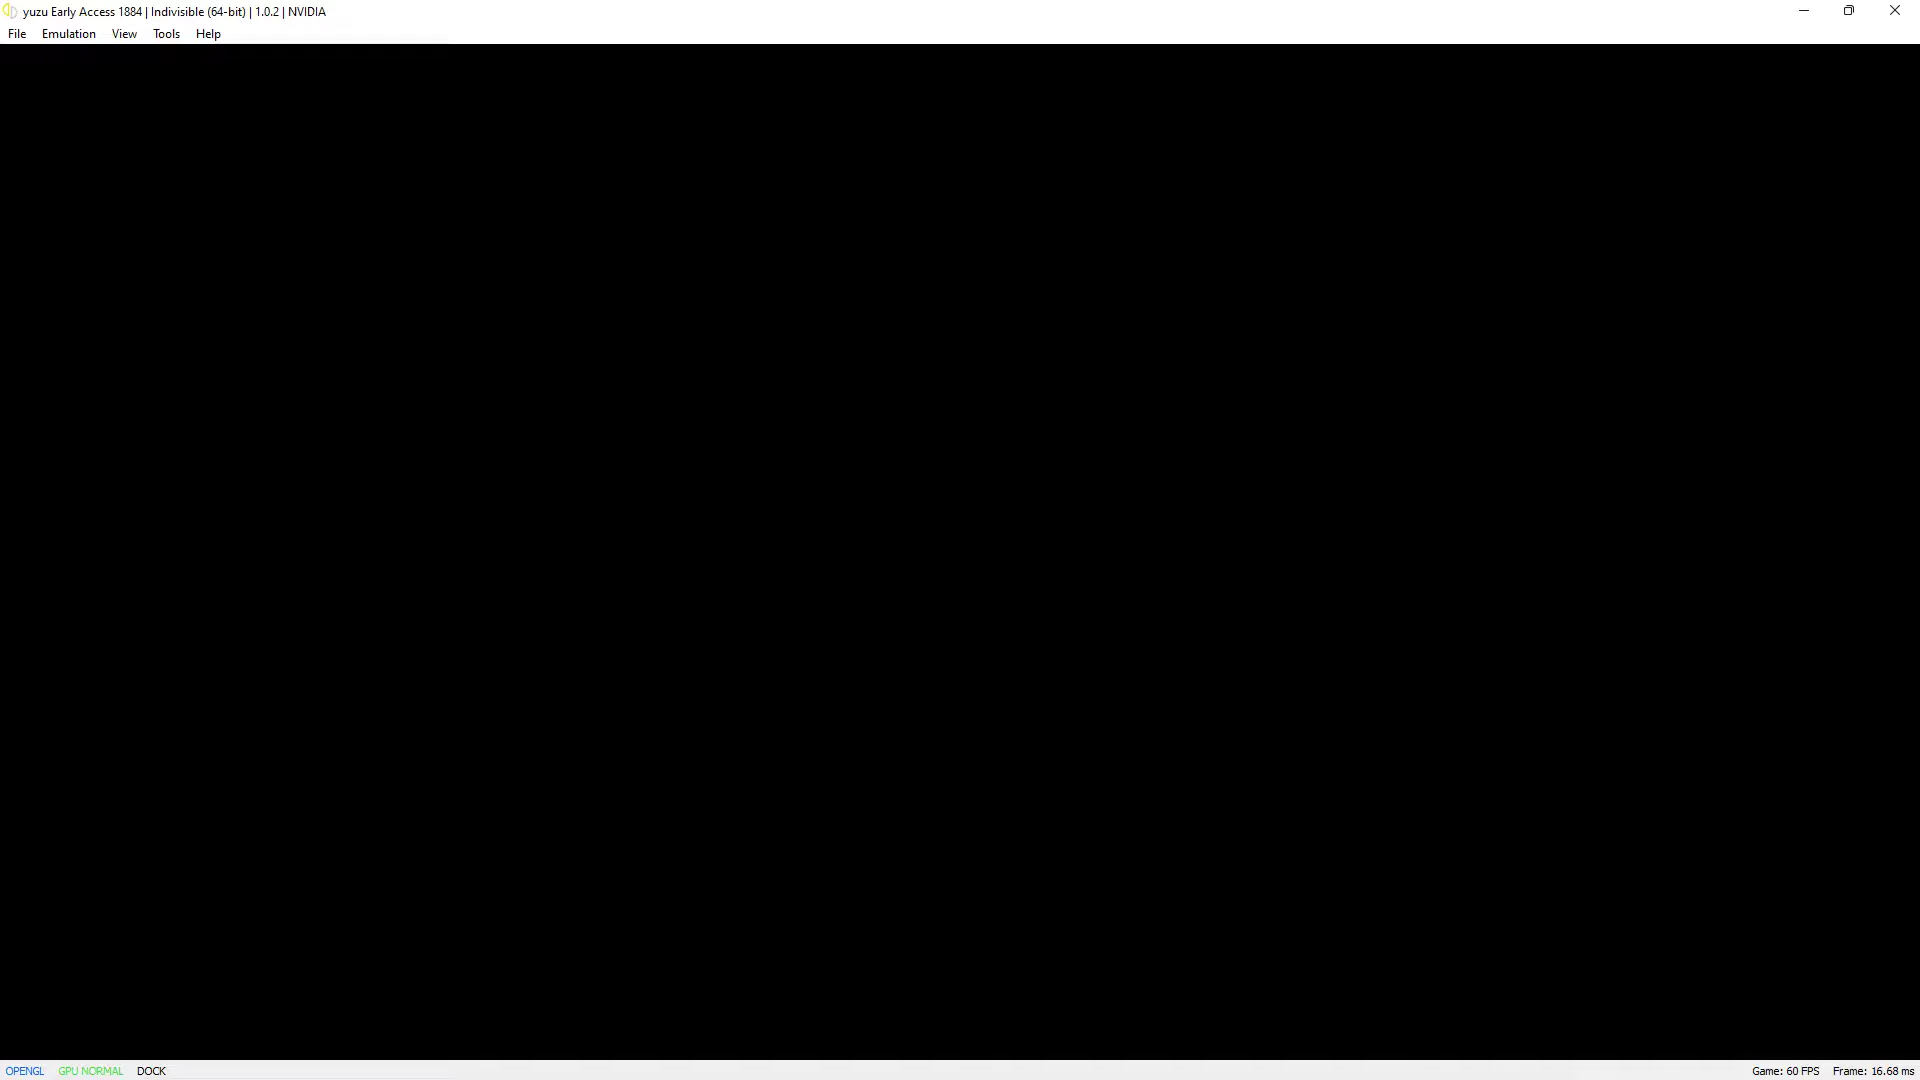 yuzu Early Access 1884 | Indivisible (64-bit) | 1.0.2 | NVIDIA
File Emulation View Tools Help
OPENGL GPU NORMAL DOCK Game: 60 FPS Frame: 16.68 ms